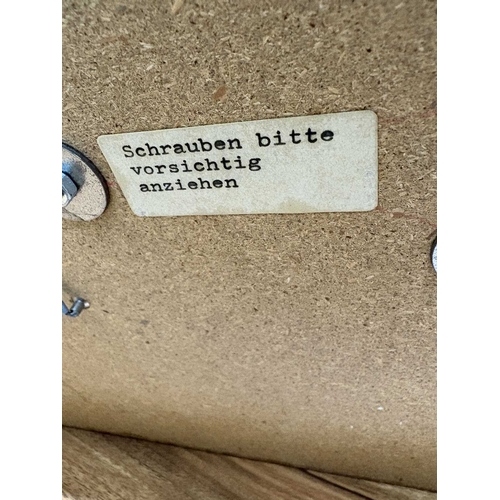 Schrauben bitte
vorsichtig
anziehen